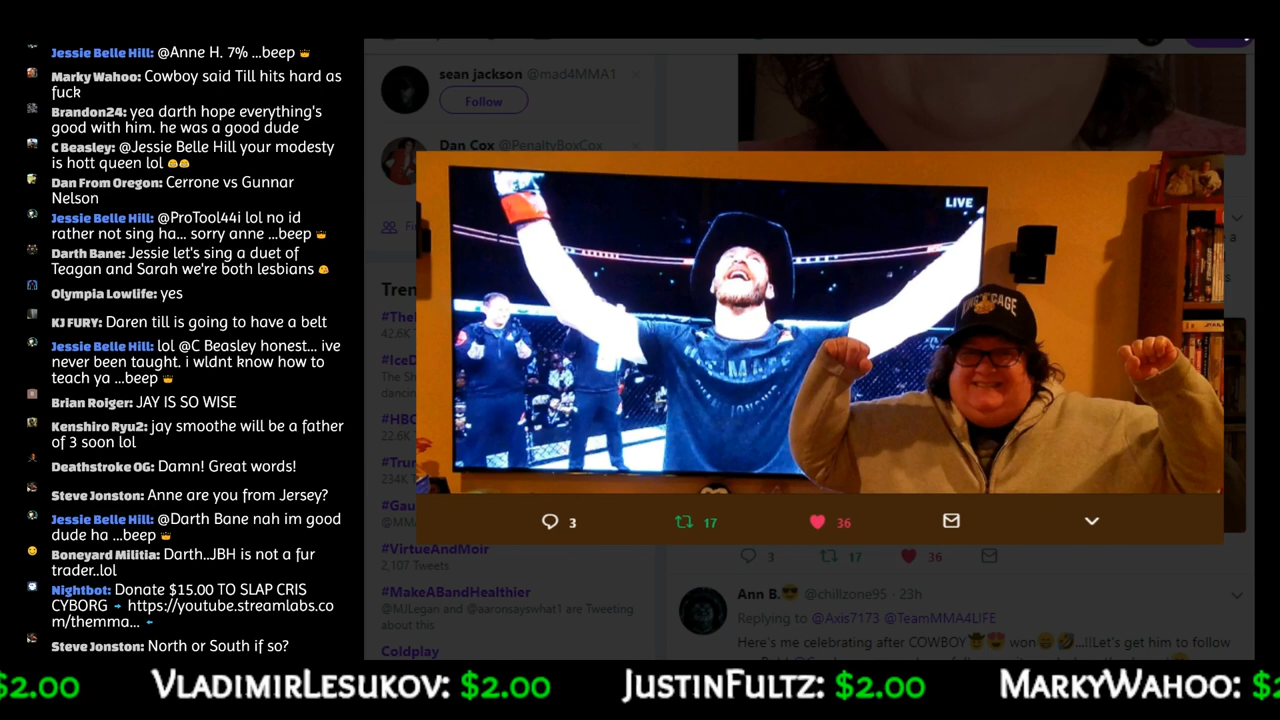 Jessie Belle Hill: @Anne H. 7% ...beep
Marky Wahoo: Cowboy said Till hits hard as
fuck
Brandon24: yea darth hope everything's
good with him. he was a good dude
C Beasley: @Jessie Belle Hill your modesty
is hott queen lol
Dan From Oregon: Cerrone vs Gunnar
Nelson
Jessie Belle Hill: @ProTool44i lol no id
rather not sing ha... sorry anne ...beep
Darth Bane: Jessie let's sing a duet of
Teagan and Sarah we're both lesbians
Olympia Lowlife: yes
KJ FURY: Daren till is going to have a belt
Jessie Belle Hill: lol @C Beasley honest... ive
never been taught. i wldnt know how to
teach ya ...beep
Brian Roiger: JAY IS SO WISE
Kenshiro Ryu2: jay smoothe will be a father
of 3 soon lol
Deathstroke OG: Damn! Great words!
Steve Jonston: Anne are you from Jersey?
Jessie Belle Hill: @Darth Bane nah im good
dude ha ...beep
Boneyard Militia: Darth..JBH is not a fur
trader..lol
Nightbot: Donate $15.00 TO SLAP CRIS
CYBORG https://youtube.streamlabs.co
m/themma...
Steve Jonston: North or South if so?
sean jackson @mad4MMA1
Follow
Dan Cox @PenaltyBoxCox
Fi
Tren
#The
42.6K T
#IceD
The Sh
dancin
#HBC
22.6K T
#Trum
234K T
#Gau
@MM
#VirtueAndMoir
2,107 Tweets
#MakeABandHealthier
@MJLegan and @aaronsayswhat1 are Tweeting
about this
Coldplay
LIVE
ULTIMATE
KING CAGE
3 17 36
a
s
3 17 36
Ann B. @chillzone95 · 23h
Replying to @Axis7173 @TeamMMA4LIFE
Here's me celebrating after COWBOY won ...!!Let's get him to follow
$2.00 VladimirLesukov: $2.00 JustinFultz: $2.00 MarkyWahoo: $2